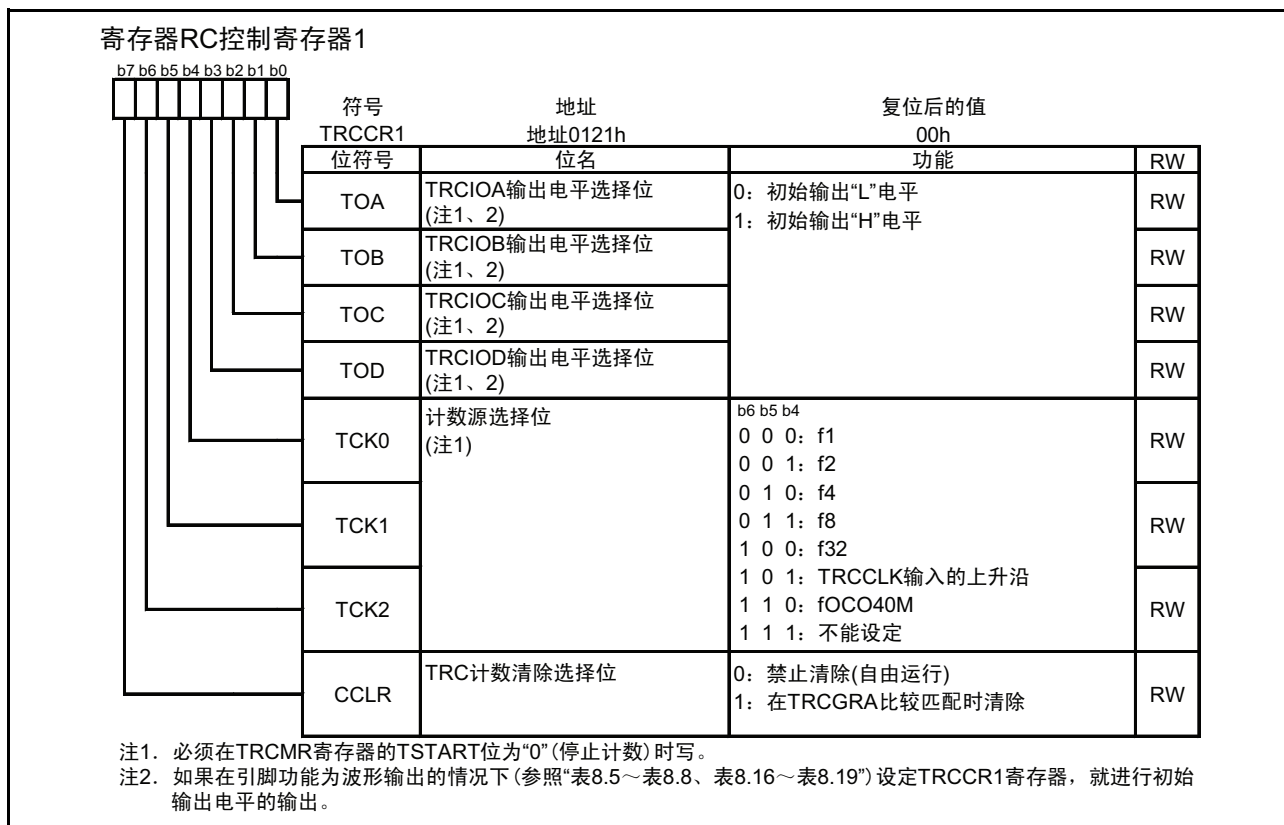 寄存器RC控制寄存器1
b7 b6 b5 b4 b3 b2 b1 b0
符号 地址 复位后的值
TRCCR1 地址0121h 00h
位符号 位名 功能 RW
TOA TRCIOA输出电平选择位 0：初始输出“L”电平 RW
(注1、2) 1：初始输出“H”电平
TOB TRCIOB输出电平选择位 RW
(注1、2)
TOC TRCIOC输出电平选择位 RW
(注1、2)
TOD TRCIOD输出电平选择位 RW
(注1、2)
TCK0 计数源选择位 b6 b5 b4 RW
(注1) 0 0 0：f1
0 0 1：f2
0 1 0：f4
TCK1 0 1 1：f8 RW
1 0 0：f32
1 0 1：TRCCLK输入的上升沿
TCK2 1 1 0：fOCO40M RW
1 1 1：不能设定
CCLR TRC计数清除选择位 0：禁止清除(自由运行) RW
1：在TRCGRA比较匹配时清除
注1. 必须在TRCMR寄存器的TSTART位为“0”(停止计数)时写。
注2. 如果在引脚功能为波形输出的情况下(参照“表8.5～表8.8、表8.16～表8.19”)设定TRCCR1寄存器，就进行初始
输出电平的输出。